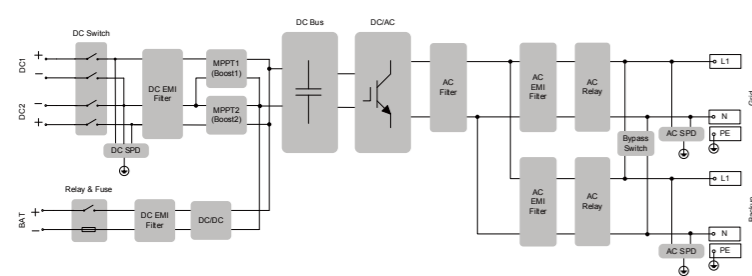 DC Switch
DC Bus
DC/AC
DC1
+
−
DC2
−
+
DC EMI
Filter
MPPT1
(Boost1)
MPPT2
(Boost2)
DC SPD
AC
Filter
AC
EMI
Filter
AC
Relay
L1
N
PE
Grid
AC SPD
Bypass
Switch
Relay & Fuse
BAT
+
−
DC EMI
Filter
DC/DC
AC
EMI
Filter
AC
Relay
L1
N
PE
Backup
AC SPD